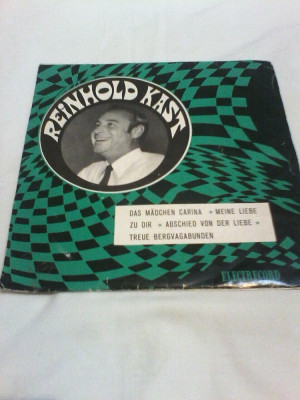 REINHOLD KAST
DAS MÄDCHEN CARINA * MEINE LIEBE
ZU DIR * ABSCHIED VON DER LIEBE *
TREUE BERGVAGABUNDEN
ELECTRECORD